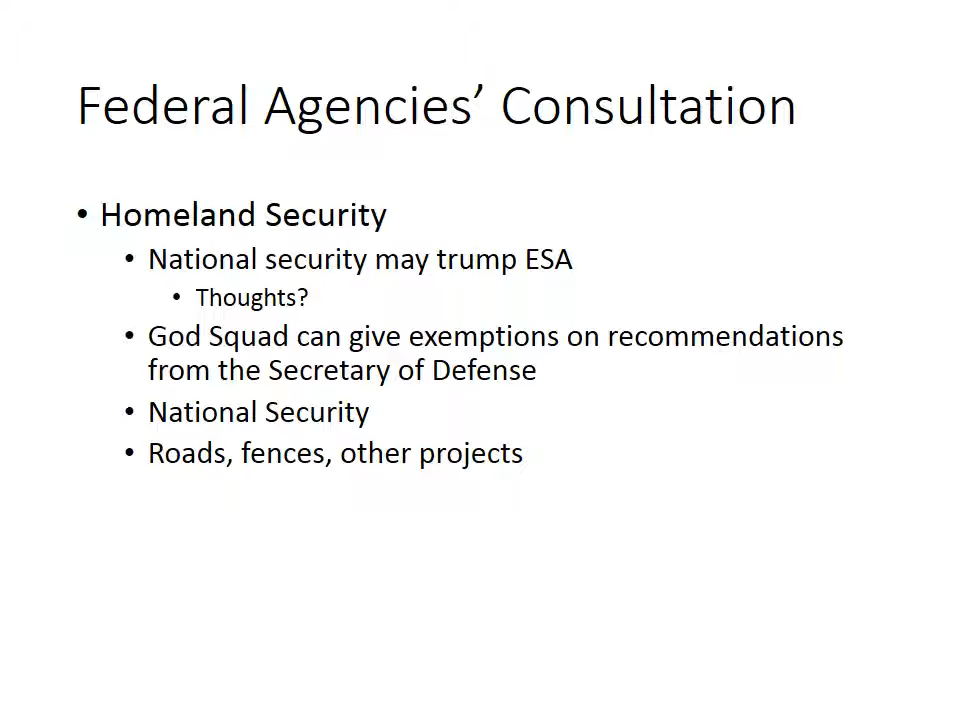 Federal Agencies’ Consultation
• Homeland Security
• National security may trump ESA
• Thoughts?
• God Squad can give exemptions on recommendations
from the Secretary of Defense
• National Security
• Roads, fences, other projects